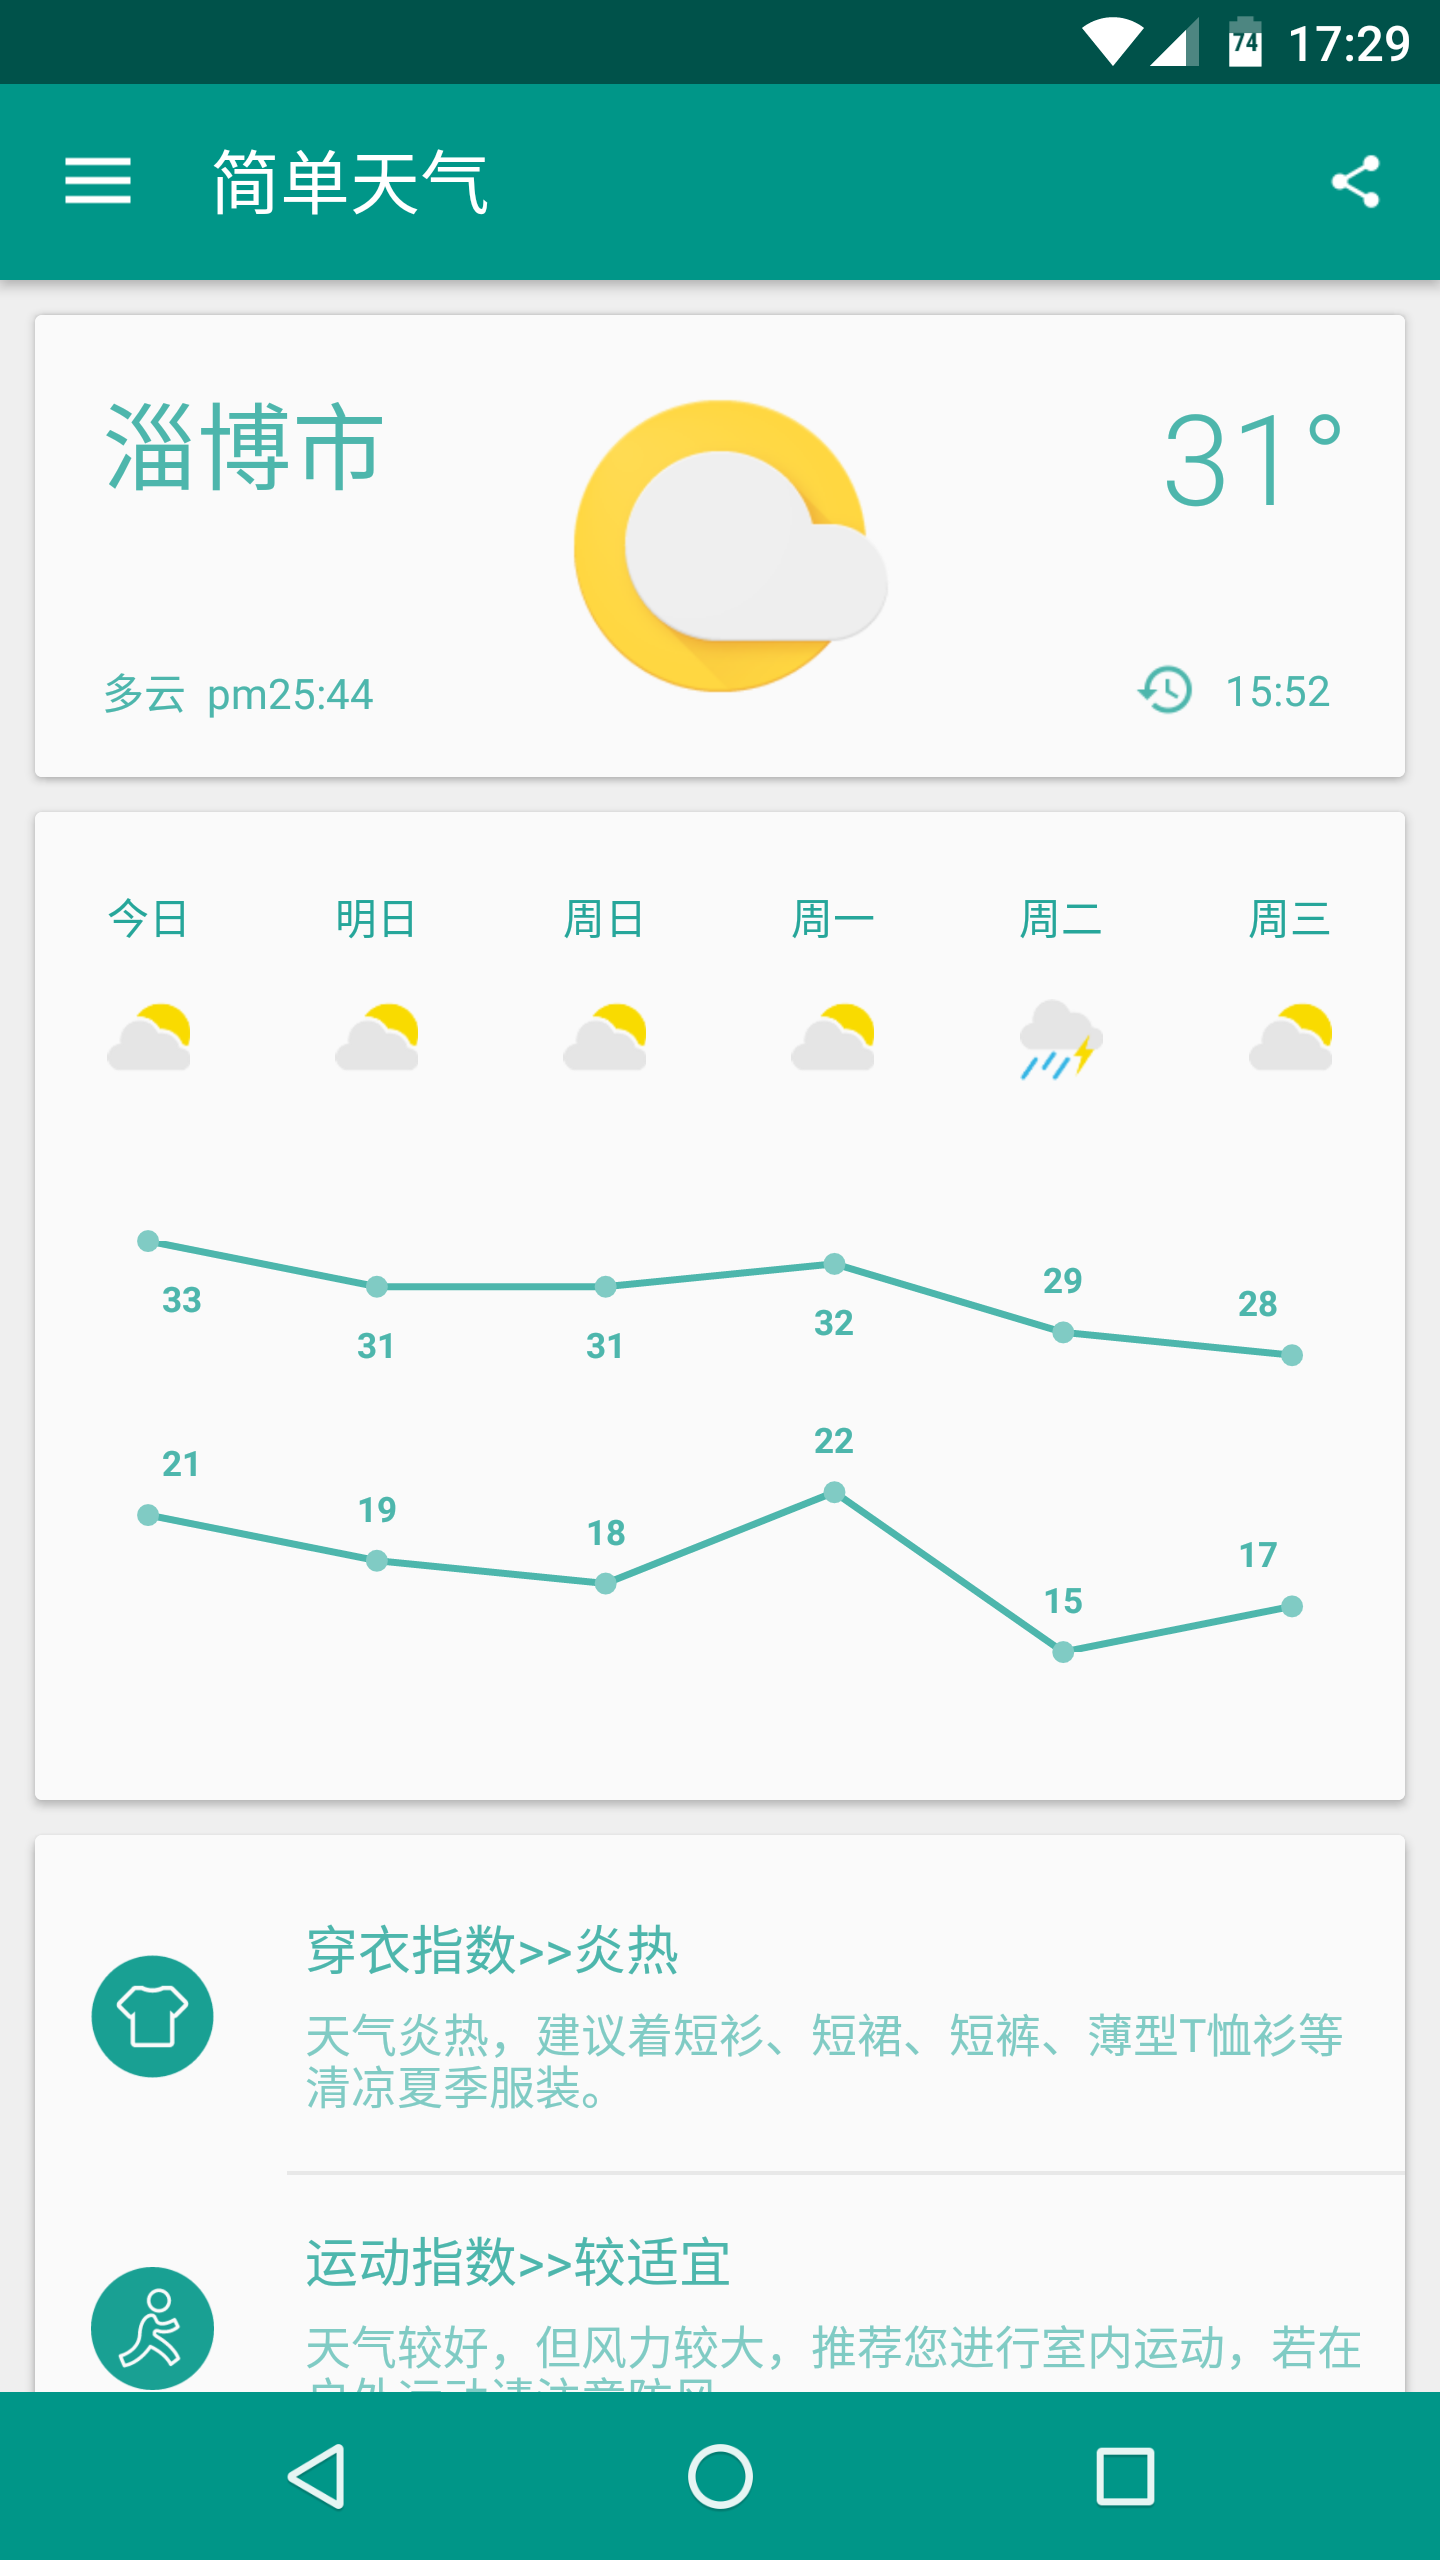 74 17:29
简单天气
淄博市 31°
多云 pm25:44 15:52
今日 明日 周日 周一 周二 周三
33 31 31 32 29 28
21 19 18 22 15 17
穿衣指数>>炎热
天气炎热，建议着短衫、短裙、短裤、薄型T恤衫等
清凉夏季服装。
运动指数>>较适宜
天气较好，但风力较大，推荐您进行室内运动，若在